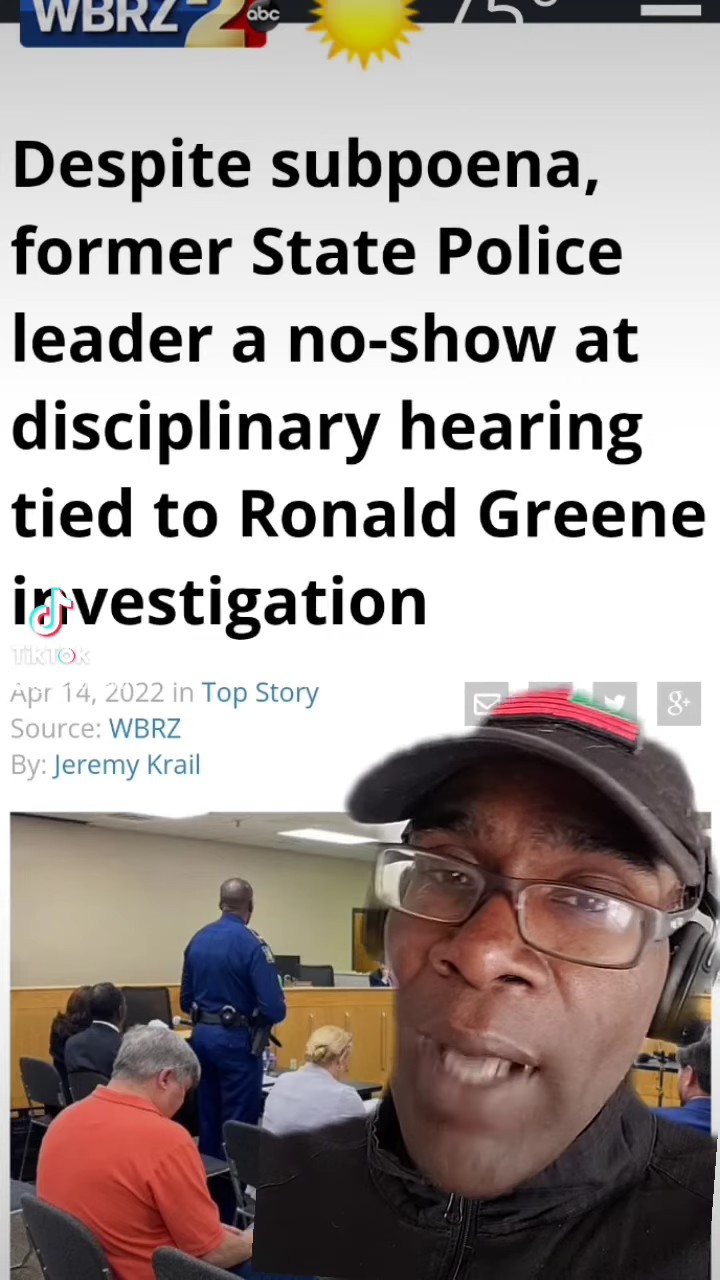 WBRZ 2 abc
75°
Despite subpoena,
former State Police
leader a no-show at
disciplinary hearing
tied to Ronald Greene
investigation
TikTok
Apr 14, 2022 in Top Story
g+
Source: WBRZ
By: Jeremy Krail